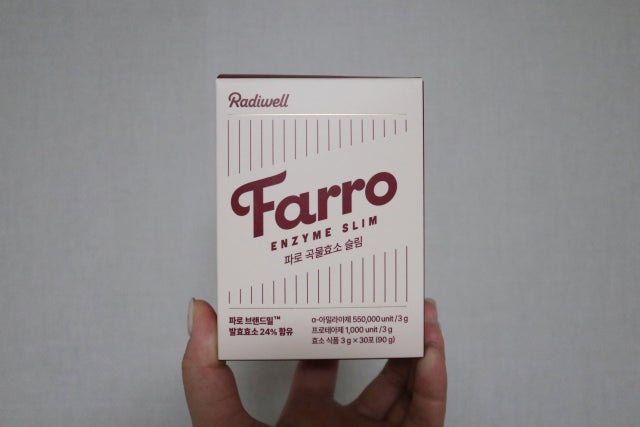 Radiwell
Farro
ENZYME SLIM
파로 곡물효소 슬림
파로 브랜드밀™
발효효소 24% 함유
α-아밀라아제 550,000 unit / 3 g
프로테아제 1,000 unit / 3 g
효소 식품 3 g × 30포 (90 g)